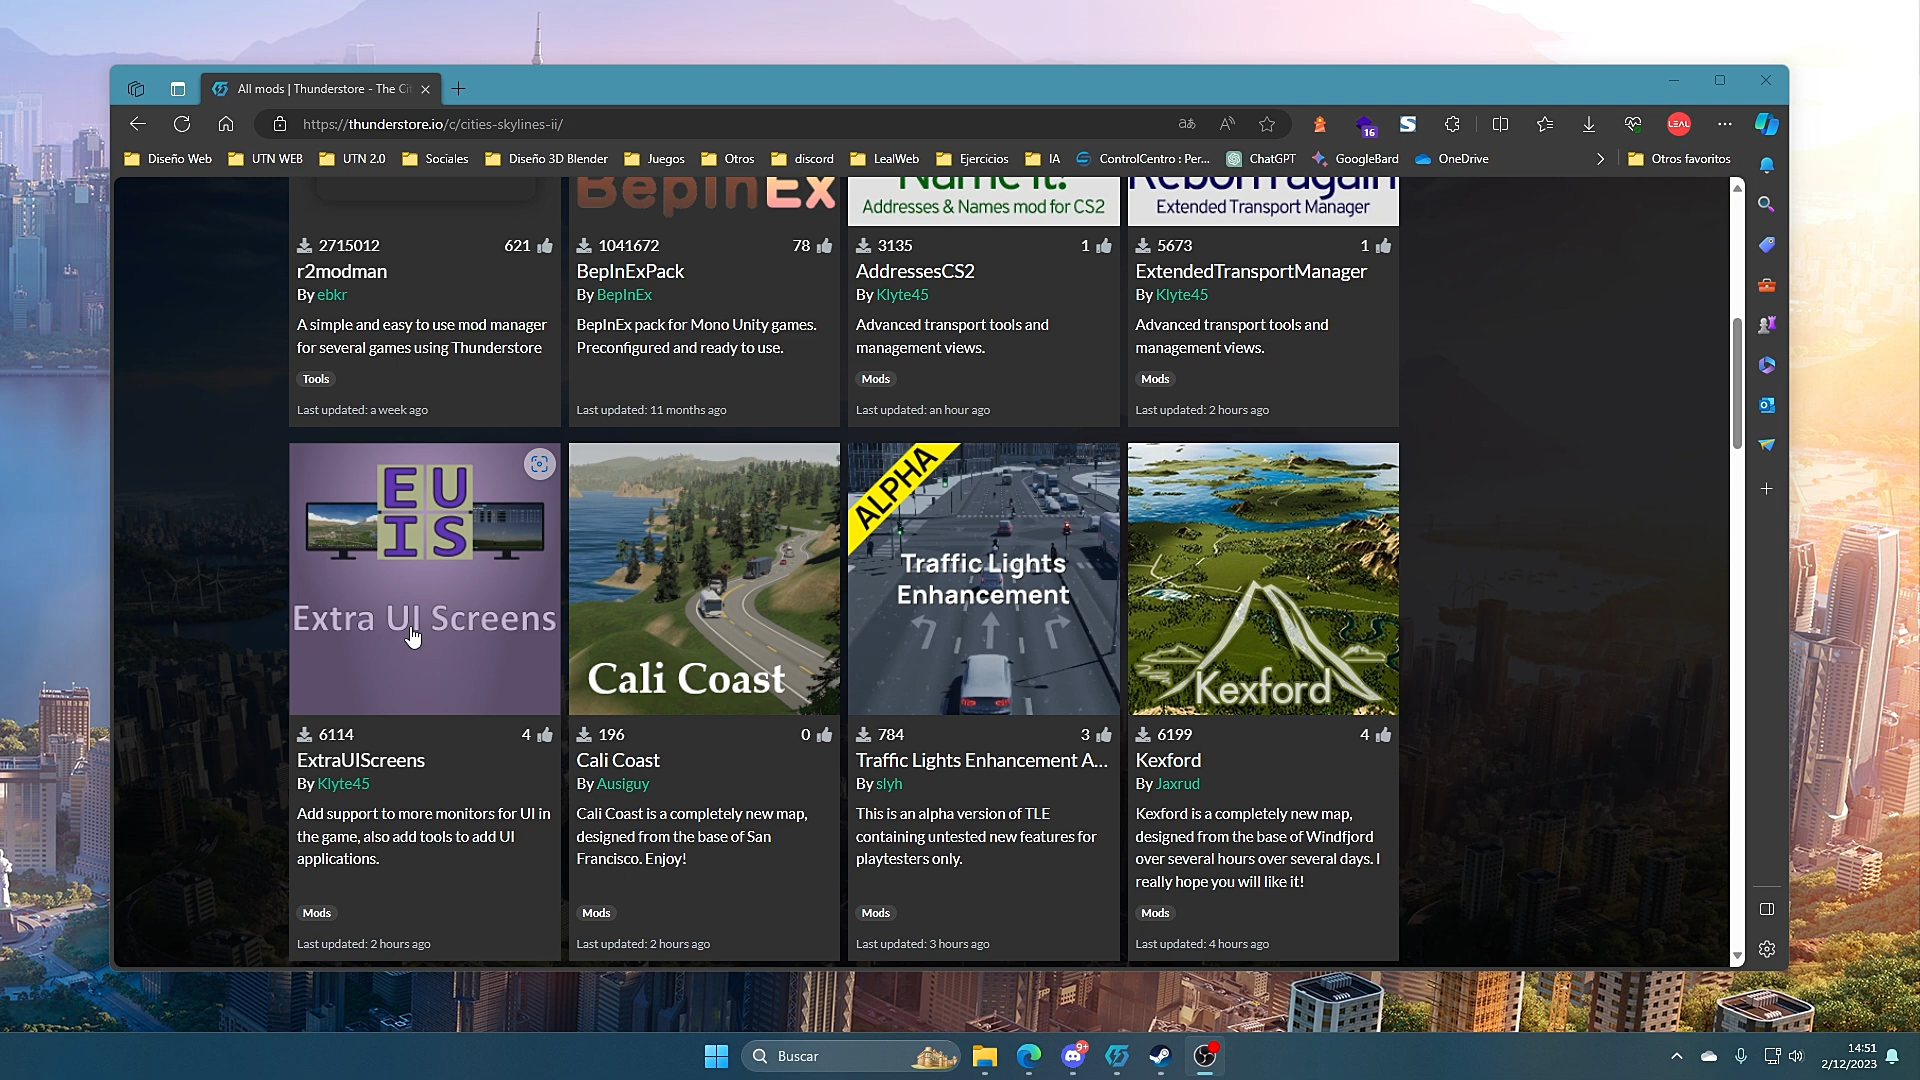 All mods | Thunderstore - The Ci
https://thunderstore.io/c/cities-skylines-ii/
16
LEAL
Diseño Web
UTN WEB
UTN 2.0
Sociales
Diseño 3D Blender
Juegos
Otros
discord
LealWeb
Ejercicios
IA
ControlCentro : Per...
ChatGPT
GoogleBard
OneDrive
Otros favoritos
BepInEx
Name It!
Addresses & Names mod for CS2
Extended Transport Manager
2715012 621
r2modman
By ebkr
A simple and easy to use mod manager
for several games using Thunderstore
Tools
Last updated: a week ago
1041672 78
BepInExPack
By BepInEx
BepInEx pack for Mono Unity games.
Preconfigured and ready to use.
Last updated: 11 months ago
3135 1
AddressesCS2
By Klyte45
Advanced transport tools and
management views.
Mods
Last updated: an hour ago
5673 1
ExtendedTransportManager
By Klyte45
Advanced transport tools and
management views.
Mods
Last updated: 2 hours ago
EU
IS
Extra UI Screens
6114 4
ExtraUIScreens
By Klyte45
Add support to more monitors for UI in
the game, also add tools to add UI
applications.
Mods
Last updated: 2 hours ago
Cali Coast
196 0
Cali Coast
By Ausiguy
Cali Coast is a completely new map,
designed from the base of San
Francisco. Enjoy!
Mods
Last updated: 2 hours ago
ALPHA
Traffic Lights
Enhancement
784 3
Traffic Lights Enhancement A...
By slyh
This is an alpha version of TLE
containing untested new features for
playtesters only.
Mods
Last updated: 3 hours ago
Kexford
6199 4
Kexford
By Jaxrud
Kexford is a completely new map,
designed from the base of Windfjord
over several hours over several days. I
really hope you will like it!
Mods
Last updated: 4 hours ago
Buscar
9+
14:51
2/12/2023